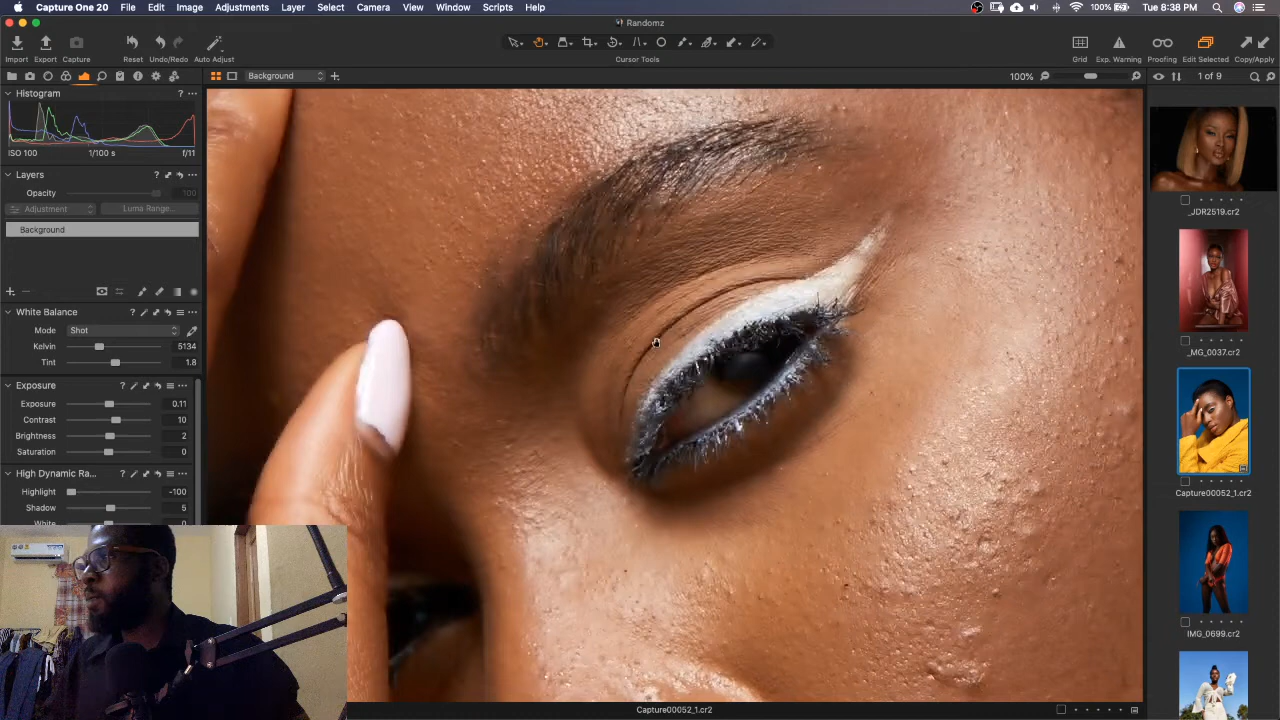 Capture One 20 File Edit Image Adjustments Layer Select Camera View Window Scripts Help 100% Tue 8:38 PM
Randomz
Import Export Capture Reset Undo/Redo Auto Adjust Cursor Tools Grid Exp. Warning Proofing Edit Selected Copy/Apply
Background 100% 1 of 9
Histogram ? ...
ISO 100 1/100 s f/11
Layers ? ...
Opacity 100
Adjustment Luma Range...
Background
White Balance ? ...
Mode Shot
Kelvin 5134
Tint 1.8
Exposure ? ...
Exposure 0.11
Contrast 10
Brightness 2
Saturation 0
High Dynamic Ra... ? ...
Highlight -100
Shadow 5
White 0
_JDR2519.cr2
_MG_0037.cr2
Capture00052_1.cr2
IMG_0699.cr2
Capture00052_1.cr2